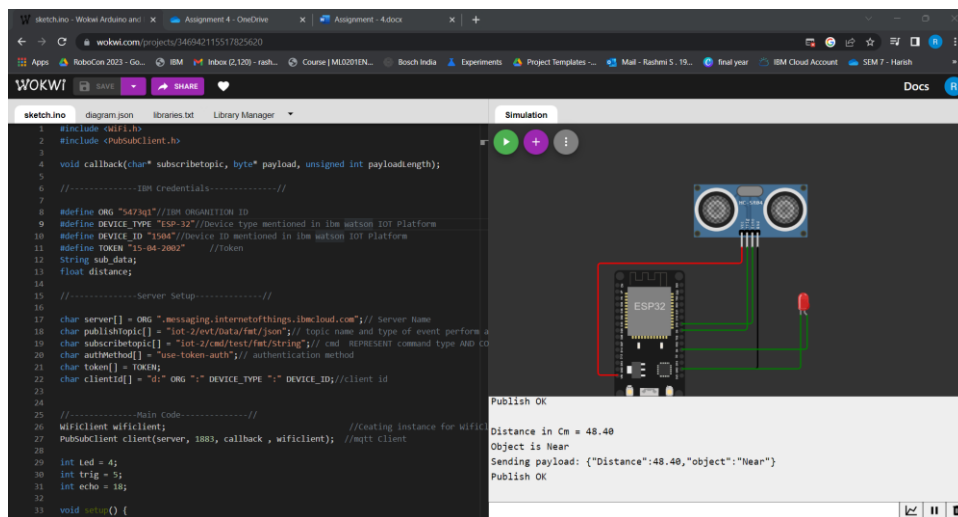 sketch.ino - Wokwi Arduino and
Assignment 4 - OneDrive
Assignment - 4.docx
wokwi.com/projects/346942115517825620
Apps
RoboCon 2023 - Go...
IBM
Inbox (2,120) - rash...
Course | ML0201EN...
Bosch India
Experiments
Project Templates -...
Mail - Rashmi S . 19...
final year
IBM Cloud Account
SEM 7 - Harish
WOKWI
SAVE
SHARE
Docs
R
sketch.ino
diagram.json
libraries.txt
Library Manager
Simulation
1 #include <WiFi.h>
2 #include <PubSubClient.h>
3
4 void callback(char* subscribetopic, byte* payload, unsigned int payloadLength);
5
6 //--------------IBM Credentials--------------//
7
8 #define ORG "5473q1"//IBM ORGANITION ID
9 #define DEVICE_TYPE "ESP-32"//Device type mentioned in ibm watson IOT Platform
10 #define DEVICE_ID "1504"//Device ID mentioned in ibm watson IOT Platform
11 #define TOKEN "15-04-2002" //Token
12 String sub_data;
13 float distance;
14
15 //--------------Server Setup--------------//
16
17 char server[] = ORG ".messaging.internetofthings.ibmcloud.com";// Server Name
18 char publishTopic[] = "iot-2/evt/Data/fmt/json";// topic name and type of event perform a
19 char subscribetopic[] = "iot-2/cmd/test/fmt/String";// cmd REPRESENT command type AND CO
20 char authMethod[] = "use-token-auth";// authentication method
21 char token[] = TOKEN;
22 char clientId[] = "d:" ORG ":" DEVICE_TYPE ":" DEVICE_ID;//client id
23
24
25 //--------------Main Code--------------//
26 WiFiClient wificlient; //Ceating instance for WifiCl
27 PubSubClient client(server, 1883, callback , wificlient); //mqtt Client
28
29 int Led = 4;
30 int trig = 5;
31 int echo = 18;
32
33 void setup() {
HC-SR04
ESP32
Publish OK
Distance in Cm = 48.40
Object is Near
Sending payload: {"Distance":48.40,"object":"Near"}
Publish OK